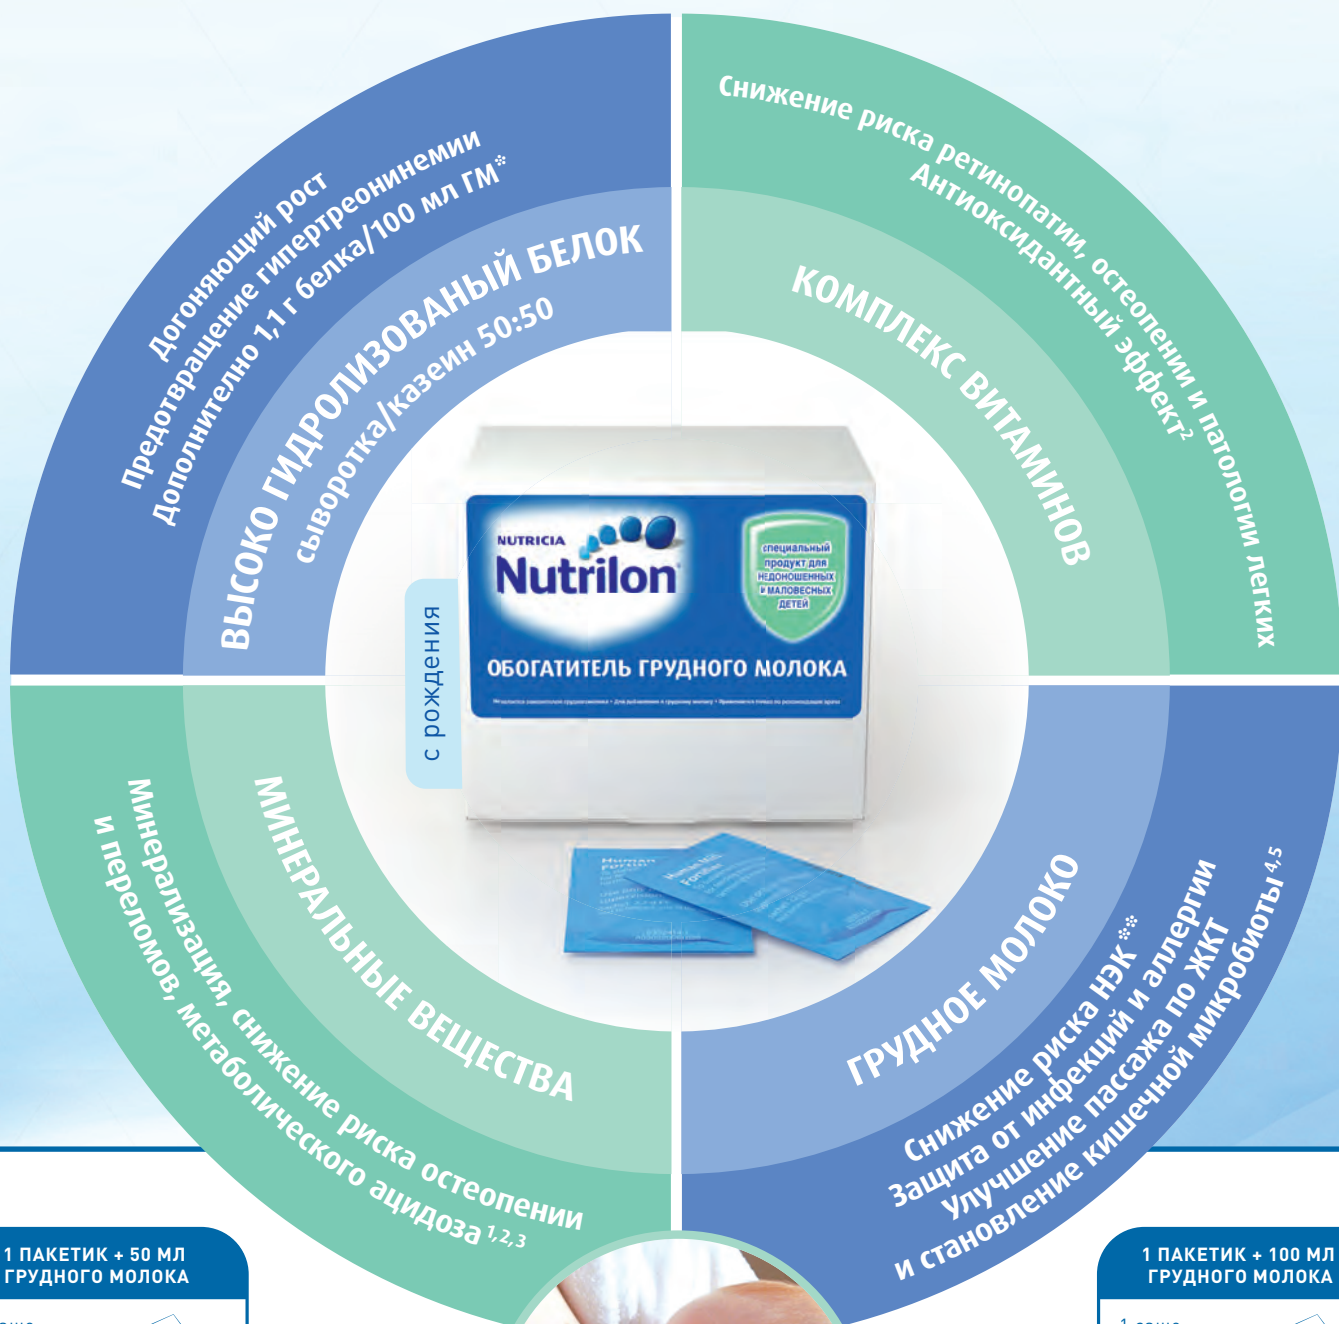 Догоняющий рост
Предотвращение гипертреонинемии
Дополнительно 1,1 г белка/100 мл ГМ*
ВЫСОКО ГИДРОЛИЗОВАНЫЙ БЕЛОК
сыворотка/казеин 50:50
Снижение риска ретинопатии, остеопении и патологии легких
Антиоксидантный эффект²
КОМПЛЕКС ВИТАМИНОВ
с рождения
NUTRICIA
Nutrilon
специальный
продукт для
НЕДОНОШЕННЫХ
И МАЛОВЕСНЫХ
ДЕТЕЙ
ОБОГАТИТЕЛЬ ГРУДНОГО МОЛОКА
Human
Human Milk
Fortifier
МИНЕРАЛЬНЫЕ ВЕЩЕСТВА
Минерализация, снижение риска остеопении
и переломов, метаболического ацидоза ¹,²,³
ГРУДНОЕ МОЛОКО
Снижение риска НЭК**
Защита от инфекций и аллергии
Улучшение пассажа по ЖКТ
и становление кишечной микробиоты ⁴,⁵
1 ПАКЕТИК + 50 МЛ
ГРУДНОГО МОЛОКА
1 ПАКЕТИК + 100 МЛ
ГРУДНОГО МОЛОКА